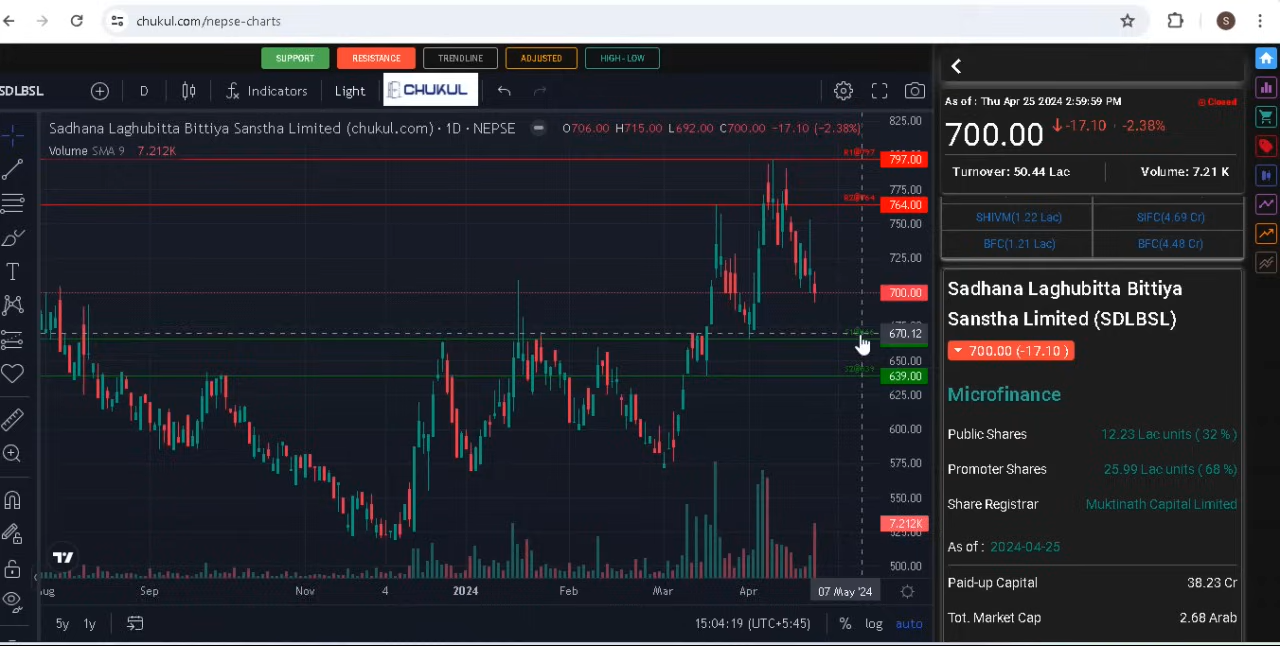 chukul.com/nepse-charts
S
SUPPORT RESISTANCE TRENDLINE ADJUSTED HIGH - LOW
SDLBSL D Indicators Light CHUKUL
Sadhana Laghubitta Bittiya Sanstha Limited (chukul.com) · 1D · NEPSE O706.00 H715.00 L692.00 C700.00 -17.10 (-2.38%)
Volume SMA 9 7.212K
825.00
R1@797
797.00
775.00
R2@764
764.00
750.00
725.00
700.00
670.12
650.00
S2@639
639.00
625.00
600.00
575.00
550.00
7.212K
525.00
500.00
ug Sep Nov 4 2024 Feb Mar Apr 07 May '24
5y 1y 15:04:19 (UTC+5:45) % log auto
As of : Thu Apr 25 2024 2:59:59 PM Closed
700.00 -17.10 · -2.38%
Turnover: 50.44 Lac Volume: 7.21 K
SHIVM(1.22 Lac) SIFC(4.69 Cr)
BFC(1.21 Lac) BFC(4.48 Cr)
Sadhana Laghubitta Bittiya
Sanstha Limited (SDLBSL)
700.00 (-17.10 )
Microfinance
Public Shares 12.23 Lac units ( 32 % )
Promoter Shares 25.99 Lac units ( 68 %)
Share Registrar Muktinath Capital Limited
As of : 2024-04-25
Paid-up Capital 38.23 Cr
Tot. Market Cap 2.68 Arab